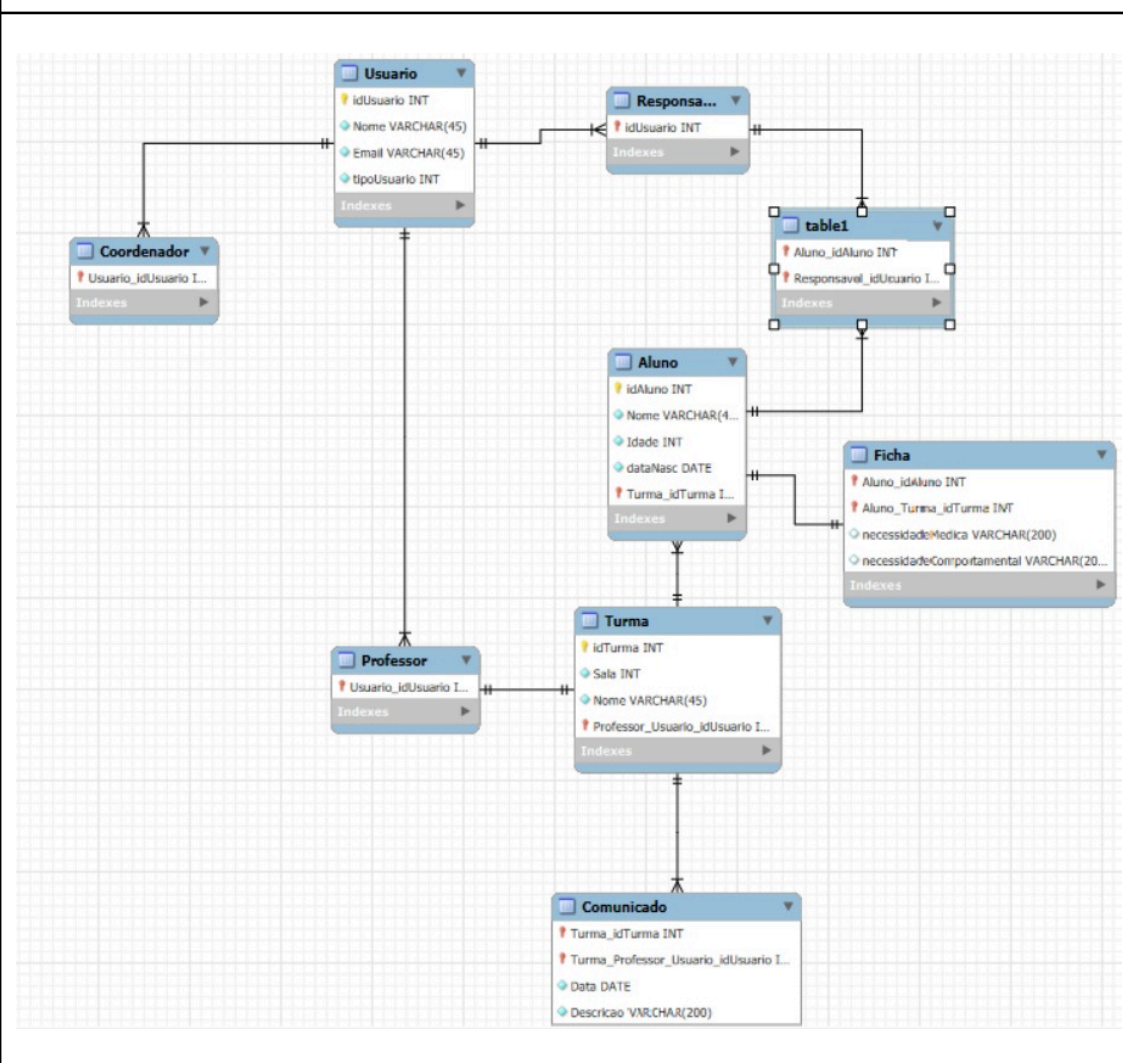 Usuario
idUsuario INT
Nome VARCHAR(45)
Email VARCHAR(45)
tipoUsuario INT
Indexes
Responsa...
idUsuario INT
Indexes
Coordenador
Usuario_idUsuario I...
Indexes
table1
Aluno_idAluno INT
Responsavel_idUsuario I...
Indexes
Aluno
idAluno INT
Nome VARCHAR(4...
Idade INT
dataNasc DATE
Turma_idTurma I...
Indexes
Ficha
Aluno_idAluno INT
Aluno_Turma_idTurma INT
necessidadeMedica VARCHAR(200)
necessidadeComportamental VARCHAR(20...
Indexes
Professor
Usuario_idUsuario I...
Indexes
Turma
idTurma INT
Sala INT
Nome VARCHAR(45)
Professor_Usuario_idUsuario I...
Indexes
Comunicado
Turma_idTurma INT
Turma_Professor_Usuario_idUsuario I...
Data DATE
Descricao VARCHAR(200)